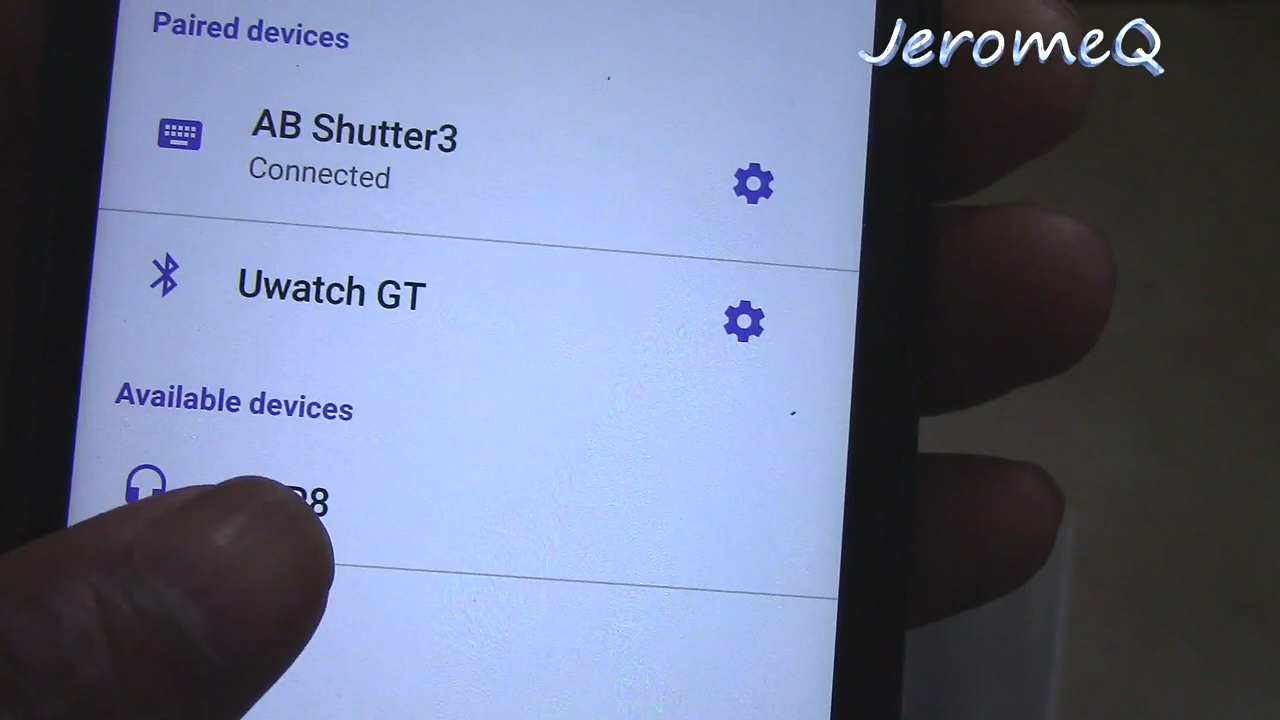 Paired devices
JeromeQ
AB Shutter3
Connected
Uwatch GT
Available devices